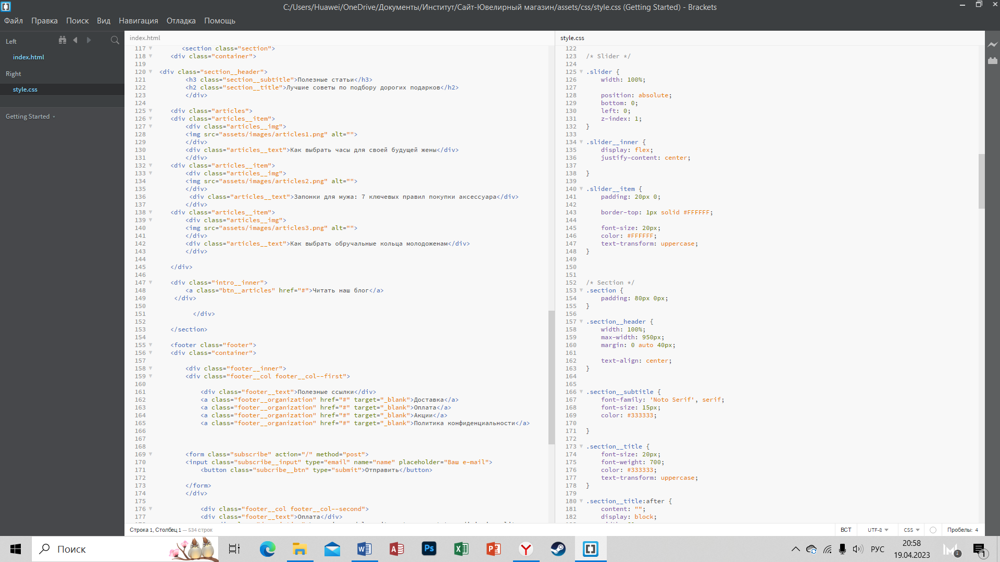 C:/Users/Huawei/OneDrive/Документы/Институт/Сайт-Ювелирный магазин/assets/css/style.css (Getting Started) - Brackets
Файл Правка Поиск Вид Навигация Отладка Помощь
Left
index.html
Right
style.css
Getting Started
index.html
117 <section class="section">
118 <div class="container">
119
120 <div class="section__header">
121 <h3 class="section__subtitle">Полезные статьи</h3>
122 <h2 class="section__title">Лучшие советы по подбору дорогих подарков</h2>
123 </div>
124
125 <div class="articles">
126 <div class="articles__item">
127 <div class="articles__img">
128 <img src="assets/images/articles1.png" alt="">
129 </div>
130 <div class="articles__text">Как выбрать часы для своей будущей жены</div>
131 </div>
132 <div class="articles__item">
133 <div class="articles__img">
134 <img src="assets/images/articles2.png" alt="">
135 </div>
136 <div class="articles__text">Запонки для мужа: 7 ключевых правил покупки аксессуара</div>
137 </div>
138 <div class="articles__item">
139 <div class="articles__img">
140 <img src="assets/images/articles3.png" alt="">
141 </div>
142 <div class="articles__text">Как выбрать обручальные кольца молодоженам</div>
143 </div>
144
145 </div>
146
147 <div class="intro__inner">
148 <a class="btn__articles" href="#">Читать наш блог</a>
149 </div>
150
151 </div>
152
153 </section>
154
155 <footer class="footer">
156 <div class="container">
157
158 <div class="footer__inner">
159 <div class="footer__col footer__col--first">
160
161 <div class="footer__text">Полезные ссылки</div>
162 <a class="footer__organization" href="#" target="_blank">Доставка</a>
163 <a class="footer__organization" href="#" target="_blank">Оплата</a>
164 <a class="footer__organization" href="#" target="_blank">Акции</a>
165 <a class="footer__organization" href="#" target="_blank">Политика конфиденциальности</a>
166
167
168
169 <form class="subscribe" action="/" method="post">
170 <input class="subscribe__input" type="email" name="name" placeholder="Ваш e-mail">
171 <button class="subcribe__btn" type="submit">Отправить</button>
172
173 </form>
174 </div>
175
176 <div class="footer__col footer__col--second">
177 <div class="footer__text">Оплата</div>
style.css
122
123 /* Slider */
124
125 .slider {
126 width: 100%;
127
128 position: absolute;
129 bottom: 0;
130 left: 0;
131 z-index: 1;
132 }
133
134 .slider__inner {
135 display: flex;
136 justify-content: center;
137
138 }
139
140 .slider__item {
141 padding: 20px 0;
142
143 border-top: 1px solid #FFFFFF;
144
145 font-size: 20px;
146 color: #FFFFFF;
147 text-transform: uppercase;
148 }
149
150
151
152 /* Section */
153 .section {
154 padding: 80px 0px;
155 }
156
157 .section__header {
158 width: 100%;
159 max-width: 950px;
160 margin: 0 auto 40px;
161
162 text-align: center;
163 }
164
165
166 .section__subtitle {
167 font-family: 'Noto Serif', serif;
168 font-size: 15px;
169 color: #333333;
170
171 }
172
173 .section__title {
174 font-size: 20px;
175 font-weight: 700;
176 color: #333333;
177 text-transform: uppercase;
178 }
179
180 .section__title:after {
181 content: "";
182 display: block;
Строка 1, Столбец 1 — 534 строк
ВСТ UTF-8 CSS Пробелы: 4
Поиск
Ps
РУС
20:58
19.04.2023
3
1